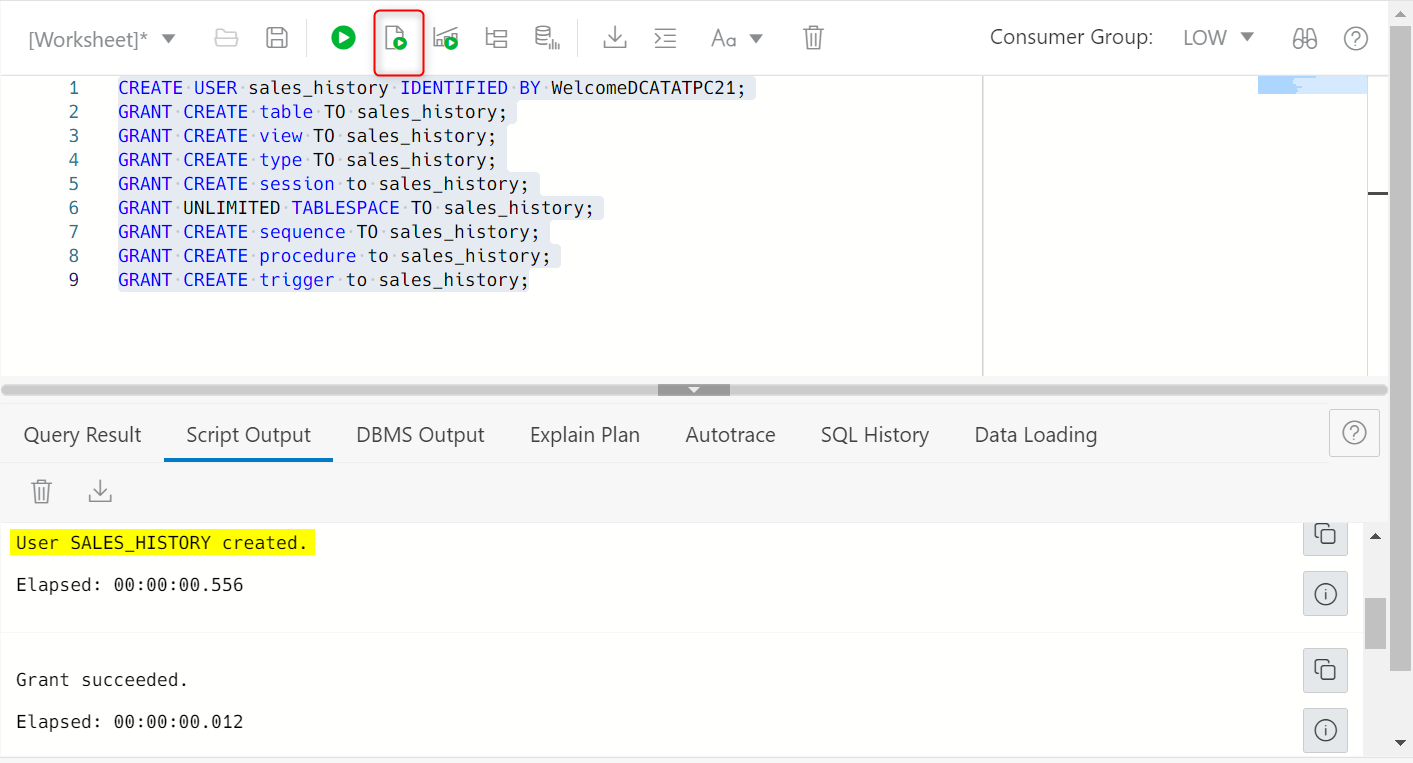 [Worksheet]*
Aa
Consumer Group: LOW
1 CREATE USER sales_history IDENTIFIED BY WelcomeDCATATPC21;
2 GRANT CREATE table TO sales_history;
3 GRANT CREATE view TO sales_history;
4 GRANT CREATE type TO sales_history;
5 GRANT CREATE session to sales_history;
6 GRANT UNLIMITED TABLESPACE TO sales_history;
7 GRANT CREATE sequence TO sales_history;
8 GRANT CREATE procedure to sales_history;
9 GRANT CREATE trigger to sales_history;
Query Result Script Output DBMS Output Explain Plan Autotrace SQL History Data Loading
User SALES_HISTORY created.
Elapsed: 00:00:00.556
Grant succeeded.
Elapsed: 00:00:00.012